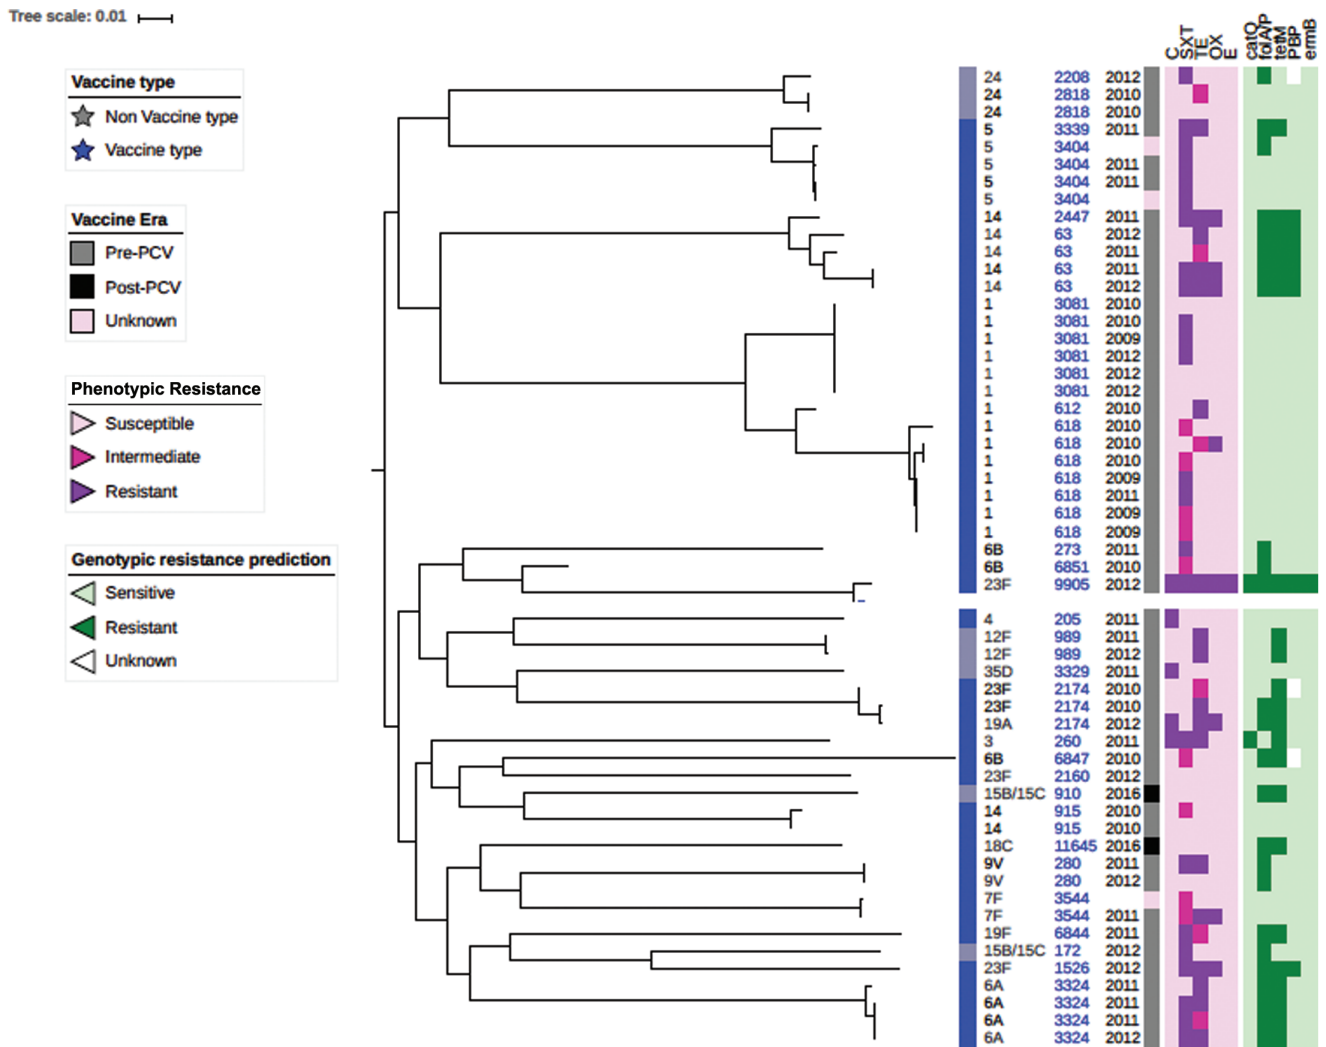 Tree scale: 0.01
Vaccine type
Non Vaccine type
Vaccine type
Vaccine Era
Pre-PCV
Post-PCV
Unknown
Phenotypic Resistance
Susceptible
Intermediate
Resistant
Genotypic resistance prediction
Sensitive
Resistant
Unknown
C SXT TE OX E catQ folA/P tetM PBP ermB
24 2208 2012
24 2818 2010
24 2818 2010
5 3339 2011
5 3404
5 3404 2011
5 3404 2011
5 3404
14 2447 2011
14 63 2012
14 63 2011
14 63 2011
14 63 2012
1 3081 2010
1 3081 2010
1 3081 2009
1 3081 2012
1 3081 2012
1 3081 2012
1 612 2010
1 618 2010
1 618 2010
1 618 2010
1 618 2009
1 618 2011
1 618 2009
1 618 2009
6B 273 2011
6B 6851 2010
23F 9905 2012
4 205 2011
12F 989 2011
12F 989 2012
35D 3329 2011
23F 2174 2010
23F 2174 2010
19A 2174 2012
3 260 2011
6B 6847 2010
23F 2160 2012
15B/15C 910 2016
14 915 2010
14 915 2010
18C 11645 2016
9V 280 2011
9V 280 2012
7F 3544
7F 3544 2011
19F 6844 2011
15B/15C 172 2012
23F 1526 2012
6A 3324 2011
6A 3324 2011
6A 3324 2011
6A 3324 2012